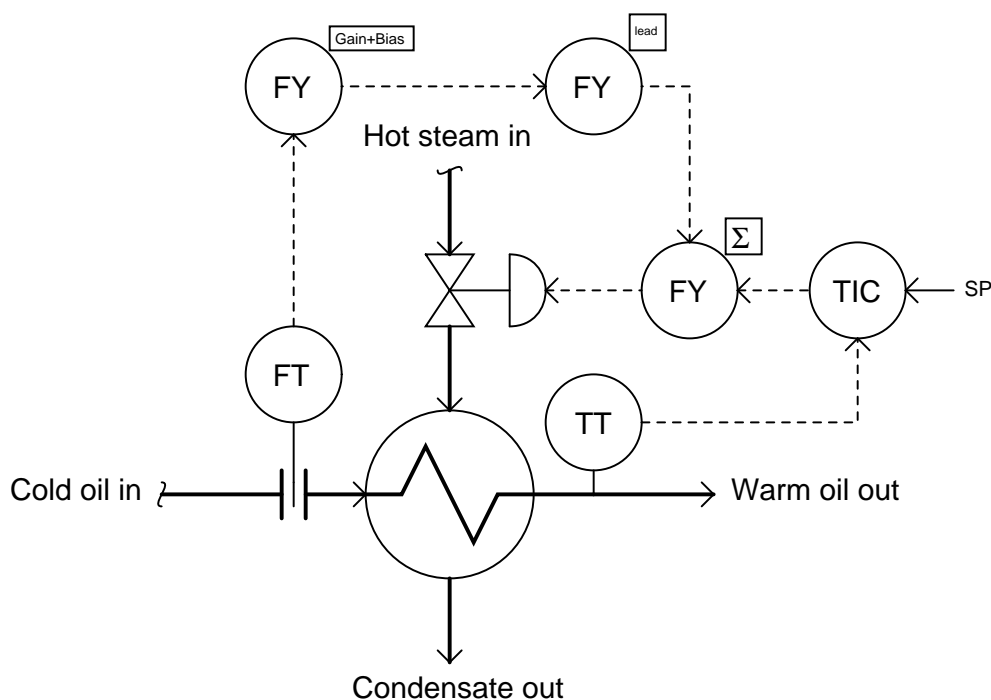 Gain+Bias
lead
FY
FY
Hot steam in
Σ
FY
TIC
SP
FT
TT
Cold oil in
Warm oil out
Condensate out